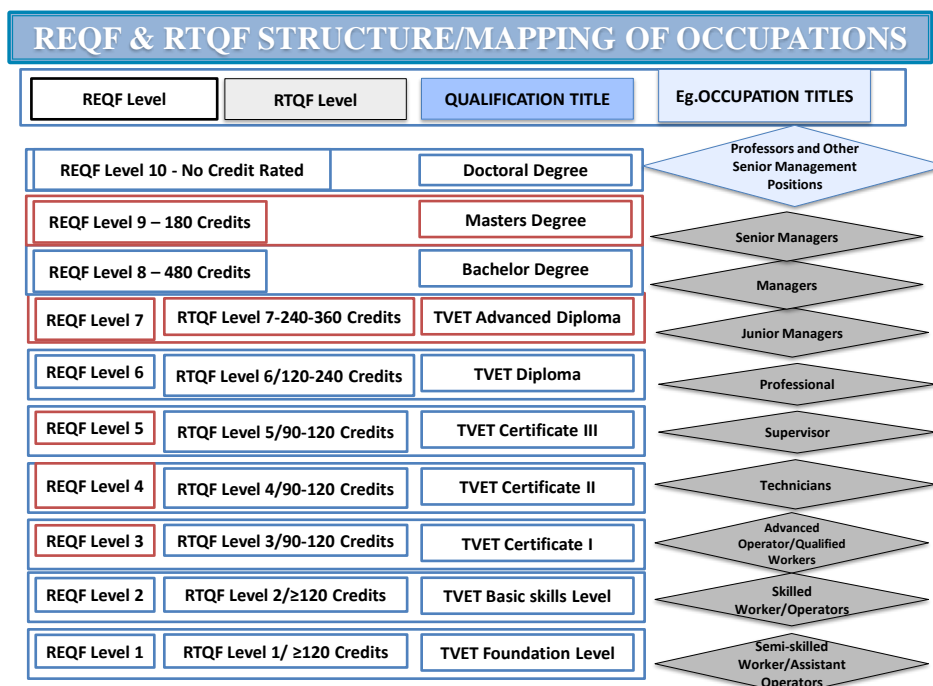 REQF & RTQF STRUCTURE/MAPPING OF OCCUPATIONS
REQF Level
RTQF Level
QUALIFICATION TITLE
Eg.OCCUPATION TITLES
REQF Level 10 - No Credit Rated
Doctoral Degree
Professors and Other
Senior Management
Positions
REQF Level 9 – 180 Credits
Masters Degree
Senior Managers
REQF Level 8 – 480 Credits
Bachelor Degree
Managers
REQF Level 7
RTQF Level 7-240-360 Credits
TVET Advanced Diploma
Junior Managers
REQF Level 6
RTQF Level 6/120-240 Credits
TVET Diploma
Professional
REQF Level 5
RTQF Level 5/90-120 Credits
TVET Certificate III
Supervisor
REQF Level 4
RTQF Level 4/90-120 Credits
TVET Certificate II
Technicians
REQF Level 3
RTQF Level 3/90-120 Credits
TVET Certificate I
Advanced
Operator/Qualified
Workers
REQF Level 2
RTQF Level 2/≥120 Credits
TVET Basic skills Level
Skilled
Worker/Operators
REQF Level 1
RTQF Level 1/ ≥120 Credits
TVET Foundation Level
Semi-skilled
Worker/Assistant
Operators